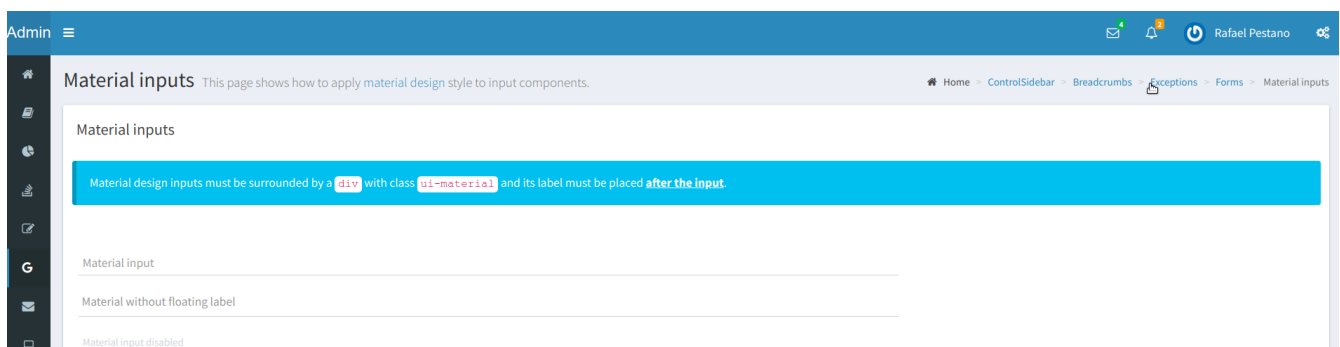 Admin
4
2
Rafael Pestano
Material inputs This page shows how to apply material design style to input components.
Home > ControlSidebar > Breadcrumbs > Exceptions > Forms > Material inputs
Material inputs
Material design inputs must be surrounded by a div with class ui-material and its label must be placed after the input.
G
Material input
Material without floating label
Material input disabled